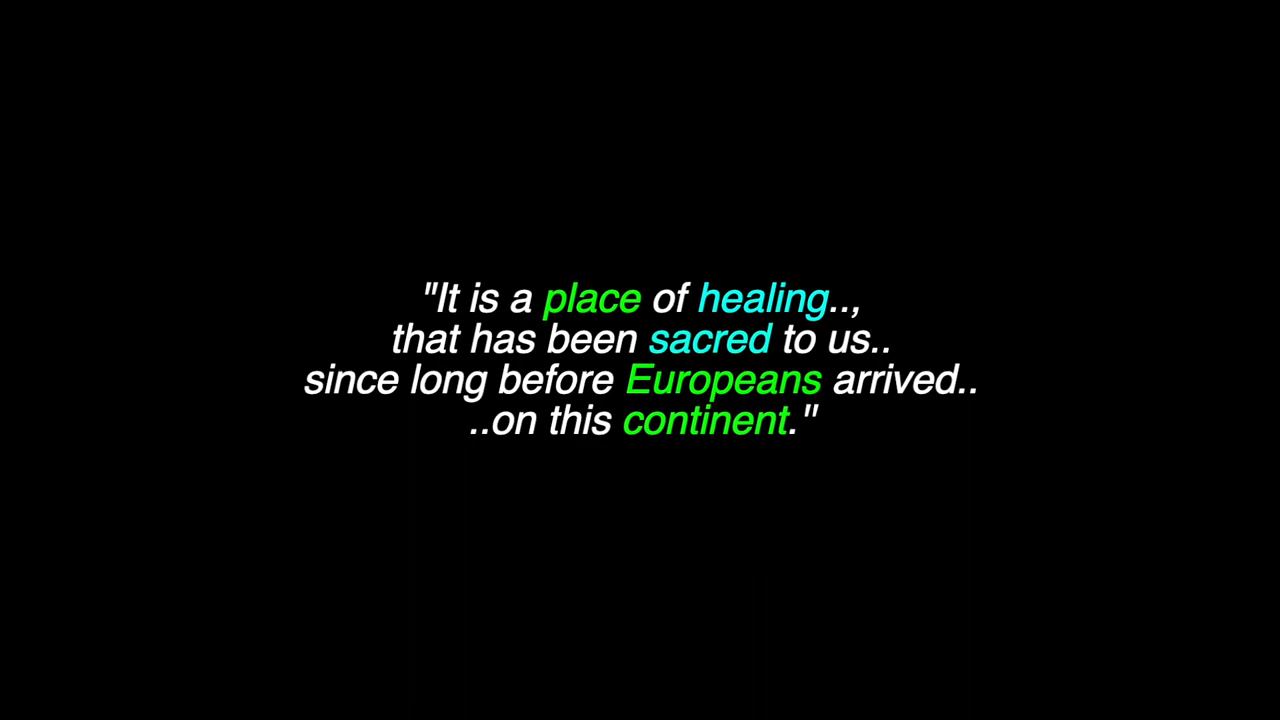 "It is a place of healing..,
that has been sacred to us..
since long before Europeans arrived..
..on this continent."